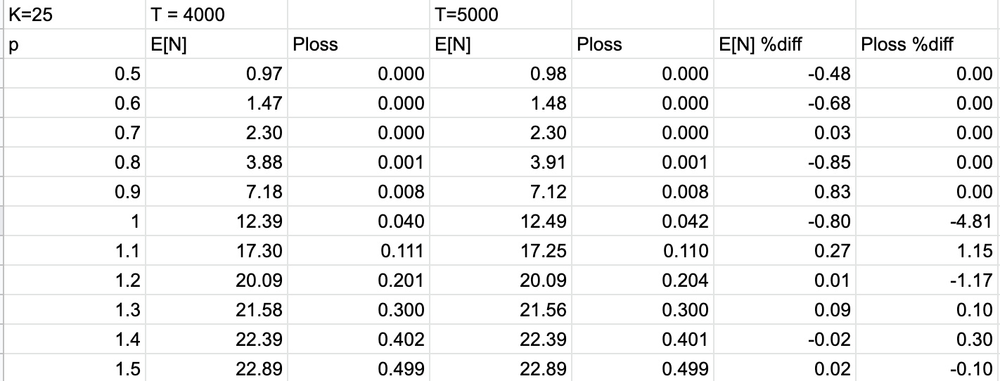 K=25 T = 4000 T=5000
p E[N] Ploss E[N] Ploss E[N] %diff Ploss %diff
0.5 0.97 0.000 0.98 0.000 -0.48 0.00
0.6 1.47 0.000 1.48 0.000 -0.68 0.00
0.7 2.30 0.000 2.30 0.000 0.03 0.00
0.8 3.88 0.001 3.91 0.001 -0.85 0.00
0.9 7.18 0.008 7.12 0.008 0.83 0.00
1 12.39 0.040 12.49 0.042 -0.80 -4.81
1.1 17.30 0.111 17.25 0.110 0.27 1.15
1.2 20.09 0.201 20.09 0.204 0.01 -1.17
1.3 21.58 0.300 21.56 0.300 0.09 0.10
1.4 22.39 0.402 22.39 0.401 -0.02 0.30
1.5 22.89 0.499 22.89 0.499 0.02 -0.10